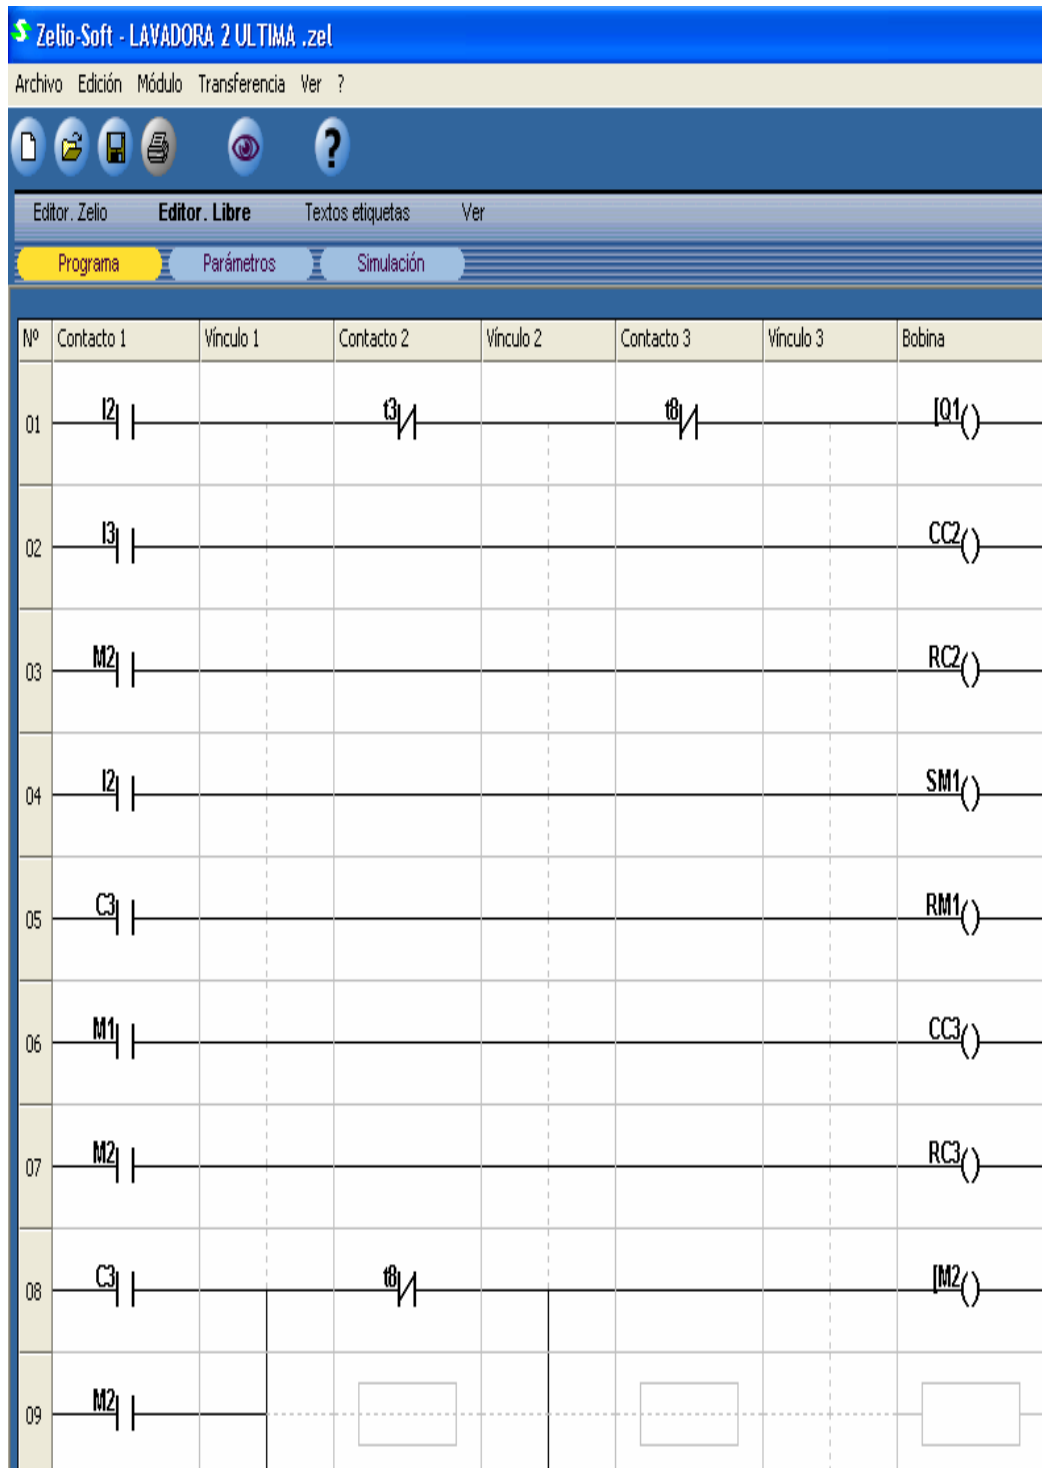 Zelio-Soft - LAVADORA 2 ULTIMA .zel
Archivo Edición Módulo Transferencia Ver ?
?
Editor. Zelio Editor. Libre Textos etiquetas Ver
Programa Parámetros Simulación
Nº Contacto 1 Vínculo 1 Contacto 2 Vínculo 2 Contacto 3 Vínculo 3 Bobina
01 I2 t3 t8 [Q1
02 I3 CC2
03 M2 RC2
04 I2 SM1
05 C3 RM1
06 M1 CC3
07 M2 RC3
08 C3 t8 [M2
09 M2